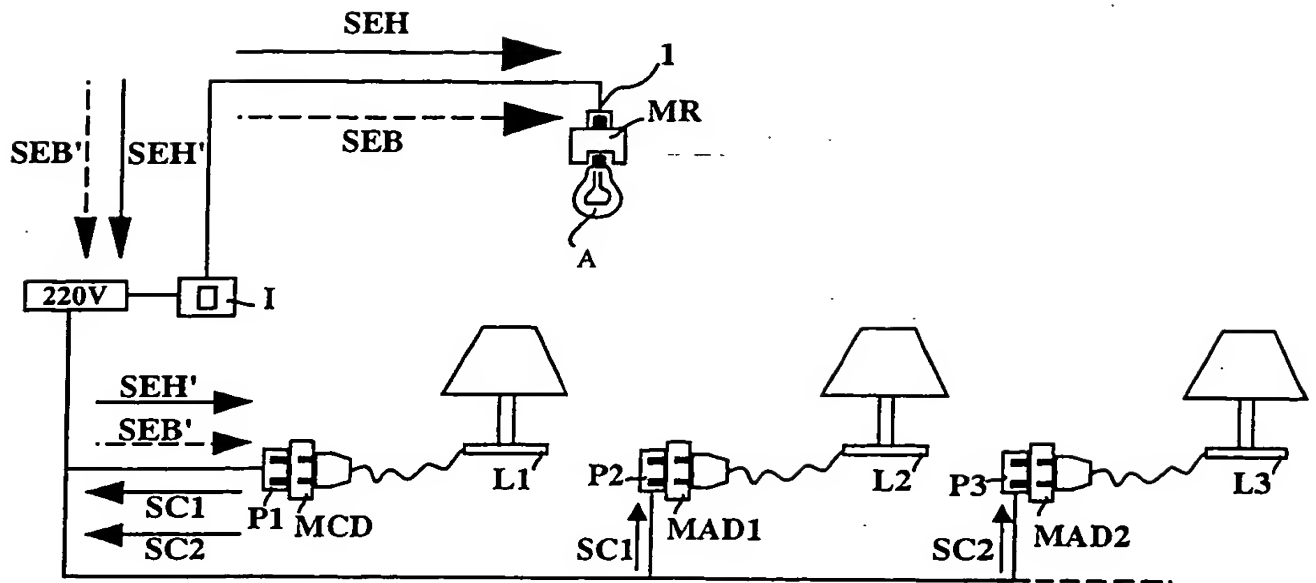 SEH
1
MR
SEB
SEB'
SEH'
A
220V
I
SEH'
SEB'
L1
P2
L2
P3
L3
SC1
P1
MCD
MAD1
MAD2
SC2
SC1
SC2